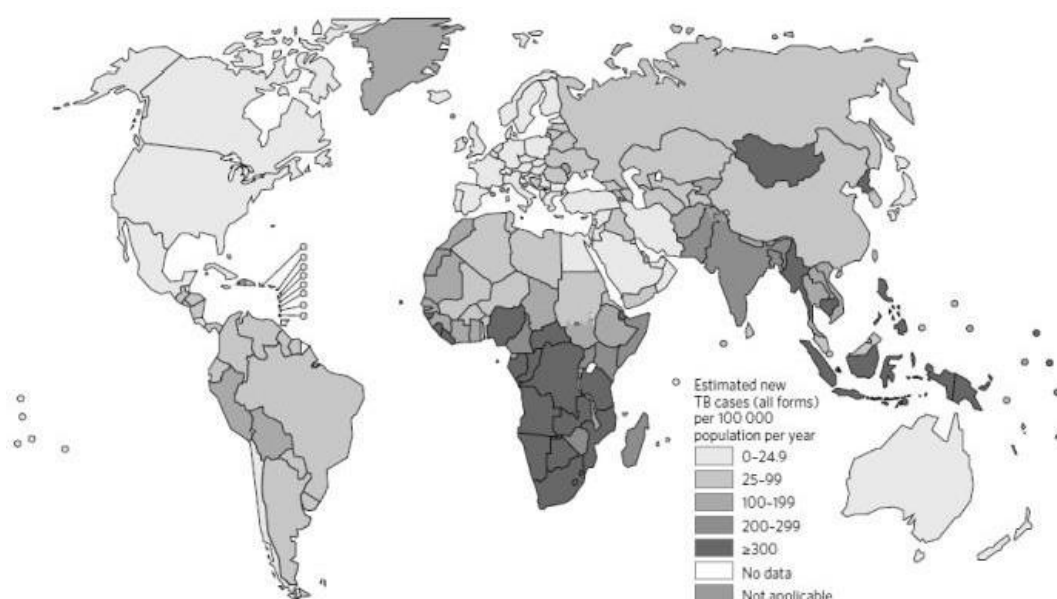 Estimated new
TB cases (all forms)
per 100 000
population per year
0–24.9
25–99
100–199
200–299
≥300
No data
Not applicable